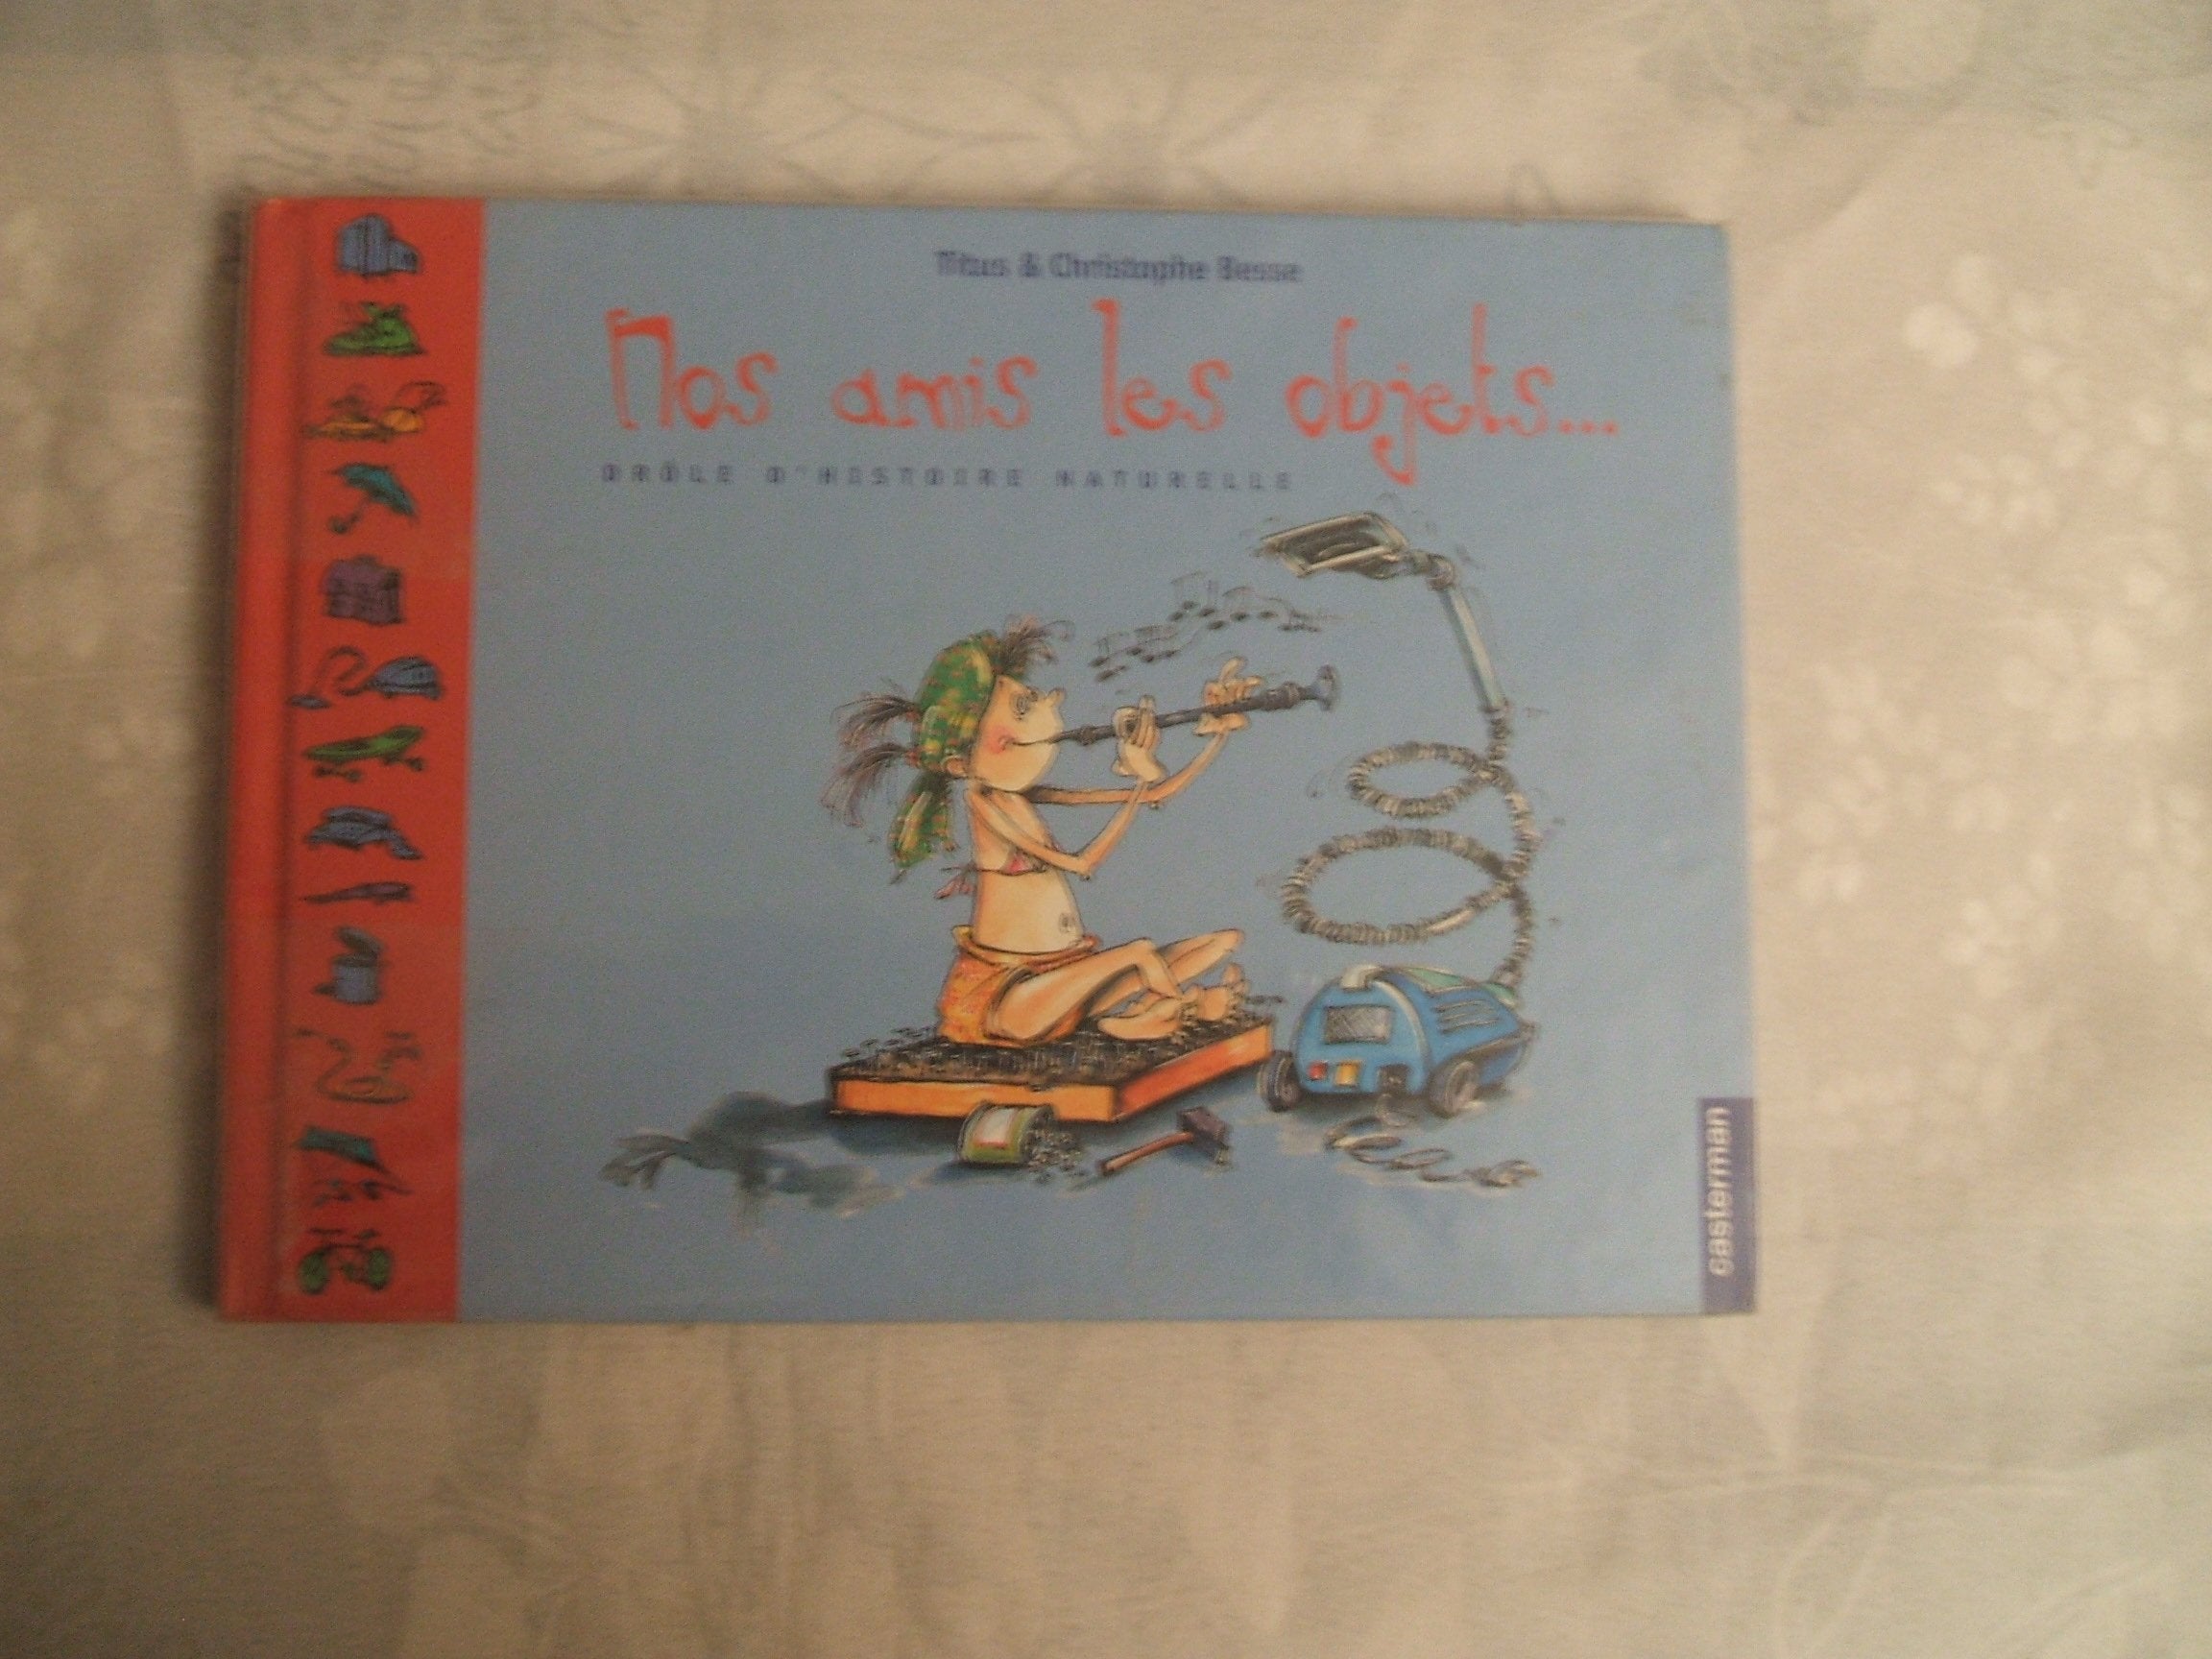 Titus & Christophe Besse
Nos amis les objets...
DRÔLE D'HISTOIRE NATURELLE
casterman